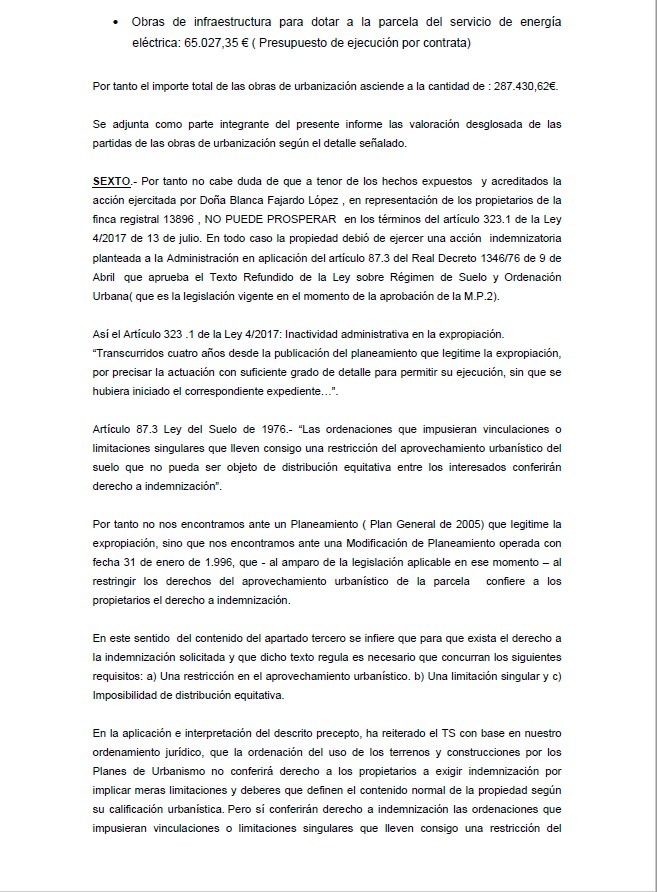 • Obras de infraestructura para dotar a la parcela del servicio de energía
eléctrica: 65.027,35 € ( Presupuesto de ejecución por contrata)
Por tanto el importe total de las obras de urbanización asciende a la cantidad de : 287.430,62€.
Se adjunta como parte integrante del presente informe las valoración desglosada de las
partidas de las obras de urbanización según el detalle señalado.
SEXTO.- Por tanto no cabe duda de que a tenor de los hechos expuestos y acreditados la
acción ejercitada por Doña Blanca Fajardo López , en representación de los propietarios de la
finca registral 13896 , NO PUEDE PROSPERAR en los términos del artículo 323.1 de la Ley
4/2017 de 13 de julio. En todo caso la propiedad debió de ejercer una acción indemnizatoria
planteada a la Administración en aplicación del artículo 87.3 del Real Decreto 1346/76 de 9 de
Abril que aprueba el Texto Refundido de la Ley sobre Régimen de Suelo y Ordenación
Urbana( que es la legislación vigente en el momento de la aprobación de la M.P.2).
Así el Artículo 323 .1 de la Ley 4/2017: Inactividad administrativa en la expropiación.
“Transcurridos cuatro años desde la publicación del planeamiento que legitime la expropiación,
por precisar la actuación con suficiente grado de detalle para permitir su ejecución, sin que se
hubiera iniciado el correspondiente expediente…”.
Artículo 87.3 Ley del Suelo de 1976.- “Las ordenaciones que impusieran vinculaciones o
limitaciones singulares que lleven consigo una restricción del aprovechamiento urbanístico del
suelo que no pueda ser objeto de distribución equitativa entre los interesados conferirán
derecho a indemnización”.
Por tanto no nos encontramos ante un Planeamiento ( Plan General de 2005) que legitime la
expropiación, sino que nos encontramos ante una Modificación de Planeamiento operada con
fecha 31 de enero de 1.996, que - al amparo de la legislación aplicable en ese momento – al
restringir los derechos del aprovechamiento urbanístico de la parcela confiere a los
propietarios el derecho a indemnización.
En este sentido del contenido del apartado tercero se infiere que para que exista el derecho a
la indemnización solicitada y que dicho texto regula es necesario que concurran los siguientes
requisitos: a) Una restricción en el aprovechamiento urbanístico. b) Una limitación singular y c)
Imposibilidad de distribución equitativa.
En la aplicación e interpretación del descrito precepto, ha reiterado el TS con base en nuestro
ordenamiento jurídico, que la ordenación del uso de los terrenos y construcciones por los
Planes de Urbanismo no conferirá derecho a los propietarios a exigir indemnización por
implicar meras limitaciones y deberes que definen el contenido normal de la propiedad según
su calificación urbanística. Pero sí conferirán derecho a indemnización las ordenaciones que
impusieran vinculaciones o limitaciones singulares que lleven consigo una restricción del